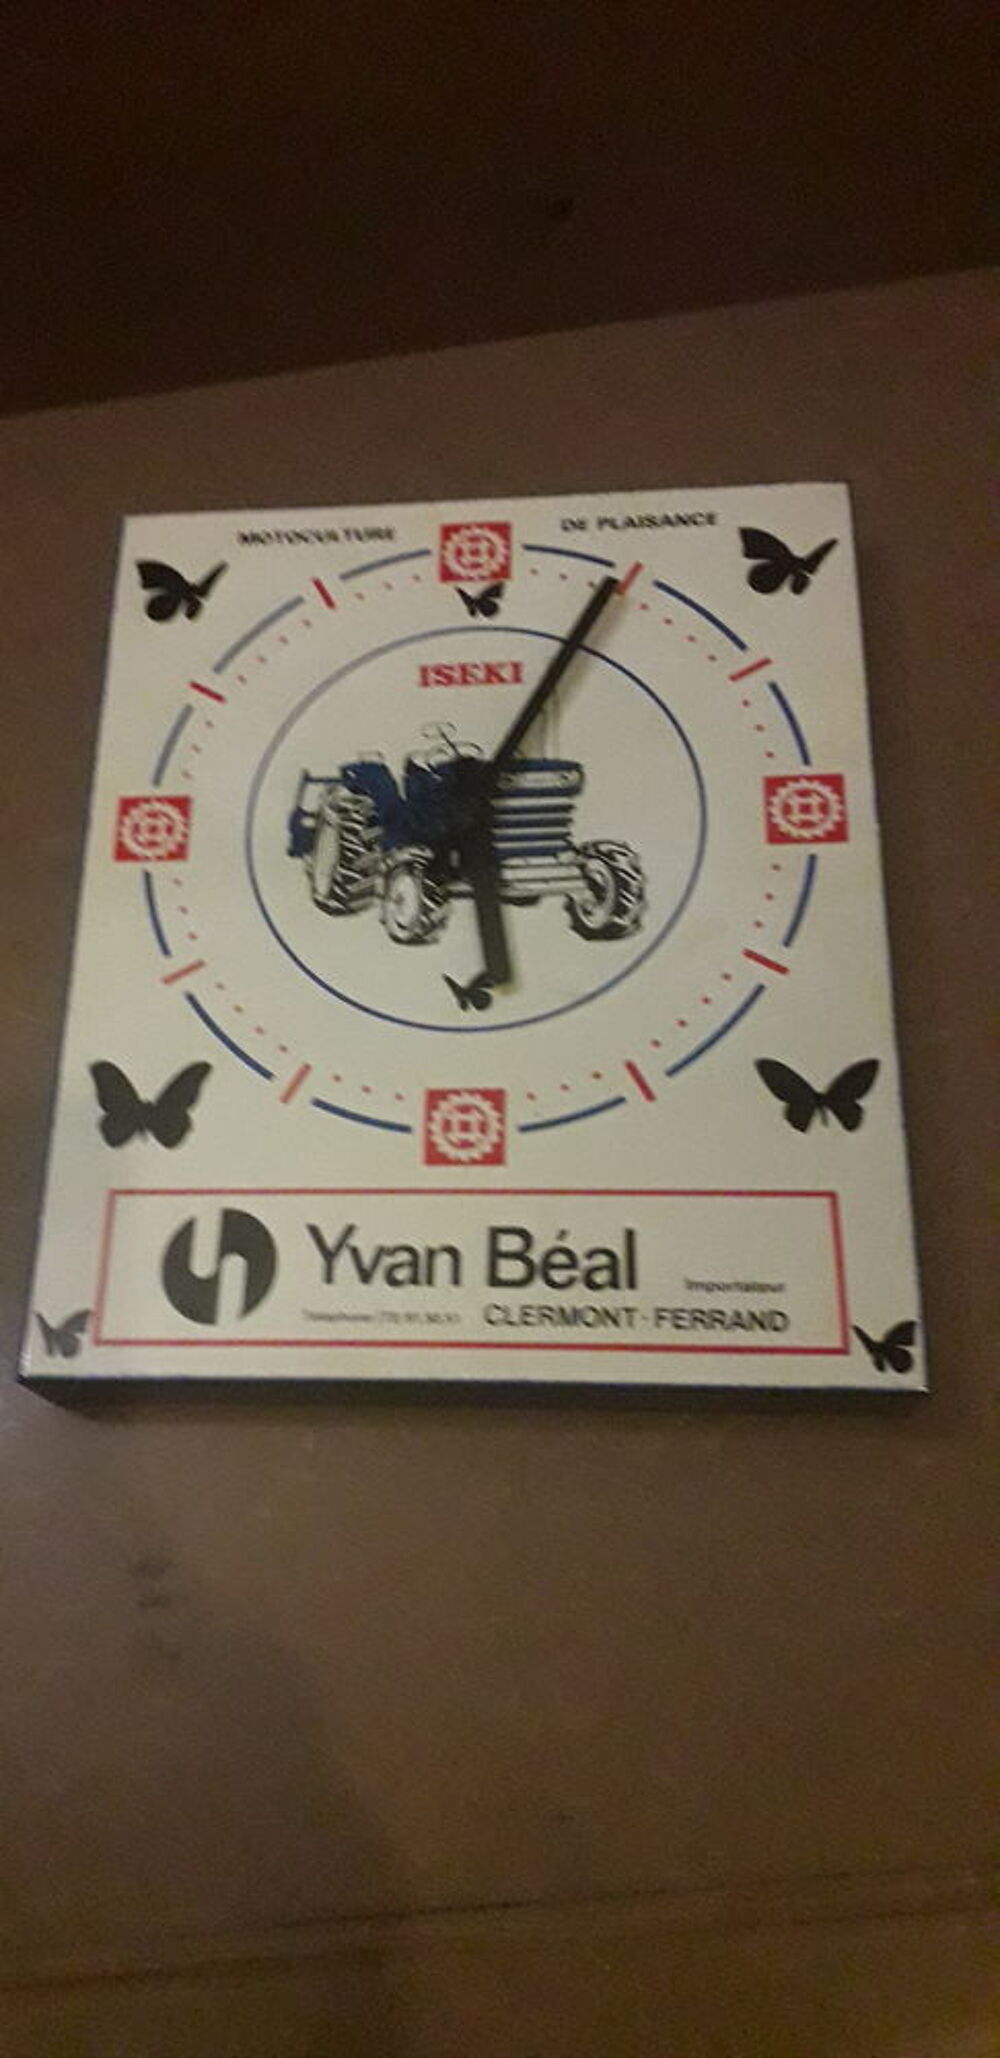 MOTOCULTURE DE PLAISANCE
ISEKI
Yvan Béal
Importateur
CLERMONT-FERRAND